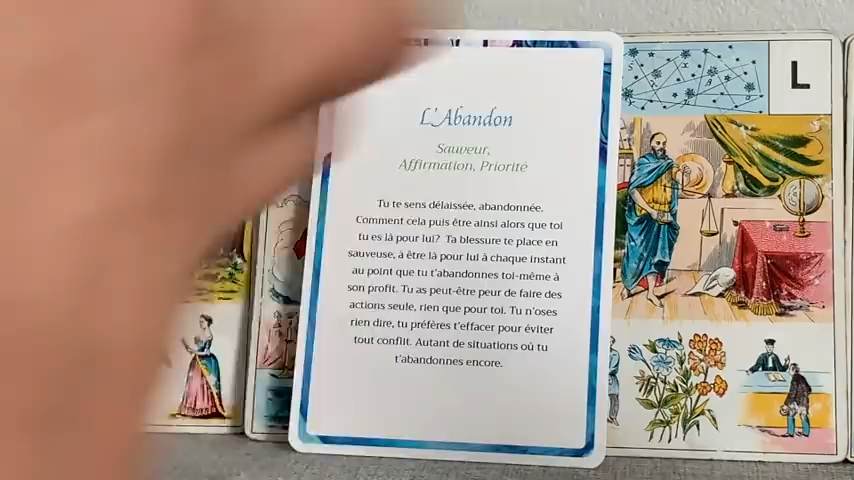 L
L'Abandon
Sauveur,
Affirmation, Priorité
Tu te sens délaissée, abandonnée.
Comment cela puis être ainsi alors que toi
tu es là pour lui? Ta blessure te place en
sauveuse, à être là pour lui à chaque instant
au point que tu t'abandonnes toi-même à
son profit. Tu as peut-être peur de faire des
actions seule, rien que pour toi. Tu n'oses
rien dire, tu préfères t'effacer pour éviter
tout conflit. Autant de situations où tu
t'abandonnes encore.